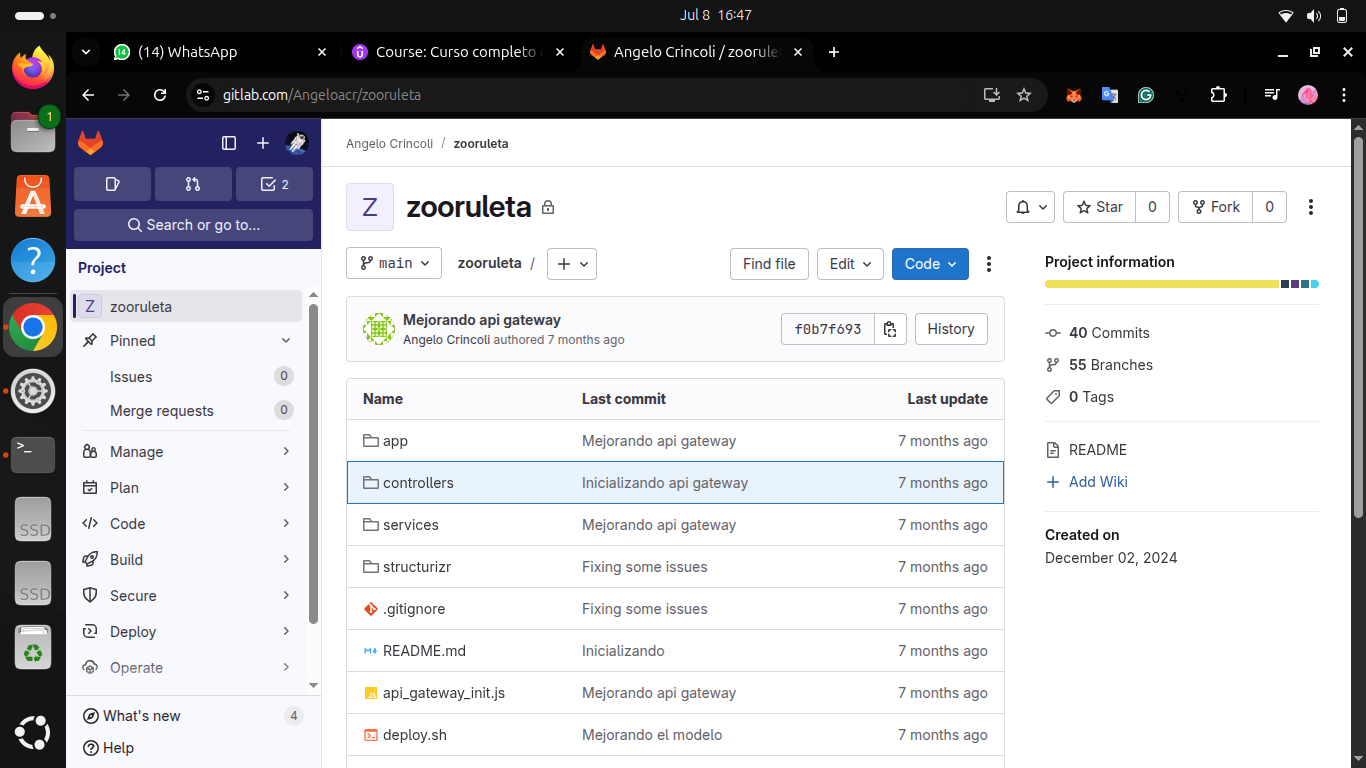 Jul 8 16:47
(14) WhatsApp
Course: Curso completo
Angelo Crincoli / zoorule
gitlab.com/Angeloacr/zooruleta
1
2
Search or go to...
Project
Z zooruleta
Pinned
Issues 0
Merge requests 0
Manage
Plan
Code
Build
Secure
Deploy
Operate
What's new 4
Help
Angelo Crincoli / zooruleta
Z zooruleta
Star 0
Fork 0
main
zooruleta /
Find file
Edit
Code
Mejorando api gateway
Angelo Crincoli authored 7 months ago
f0b7f693
History
Name Last commit Last update
app Mejorando api gateway 7 months ago
controllers Inicializando api gateway 7 months ago
services Mejorando api gateway 7 months ago
structurizr Fixing some issues 7 months ago
.gitignore Fixing some issues 7 months ago
README.md Inicializando 7 months ago
api_gateway_init.js Mejorando api gateway 7 months ago
deploy.sh Mejorando el modelo 7 months ago
Project information
40 Commits
55 Branches
0 Tags
README
Add Wiki
Created on
December 02, 2024
SSD
SSD